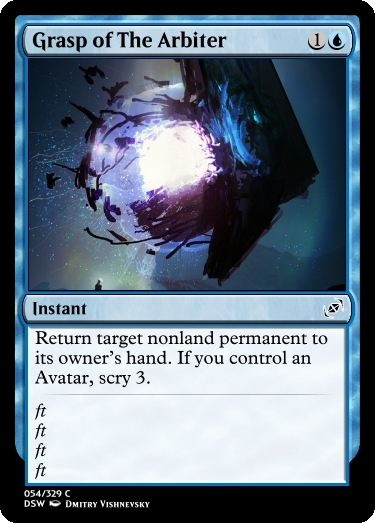 Grasp of The Arbiter 1
Instant
Return target nonland permanent to
its owner's hand. If you control an
Avatar, scry 3.
ft
ft
ft
ft
054/329 C
DSW Dmitry Vishnevsky